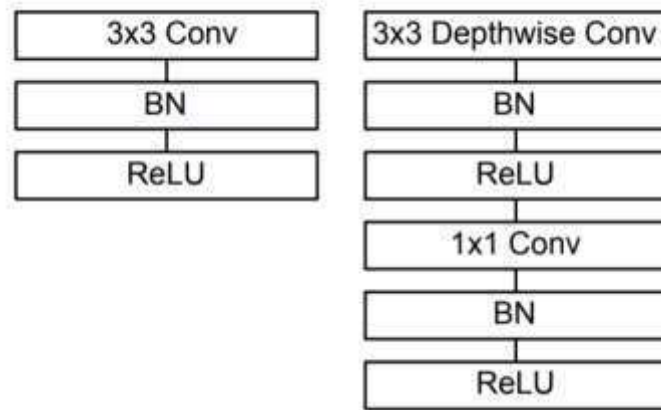 3x3 Conv
BN
ReLU
3x3 Depthwise Conv
BN
ReLU
1x1 Conv
BN
ReLU